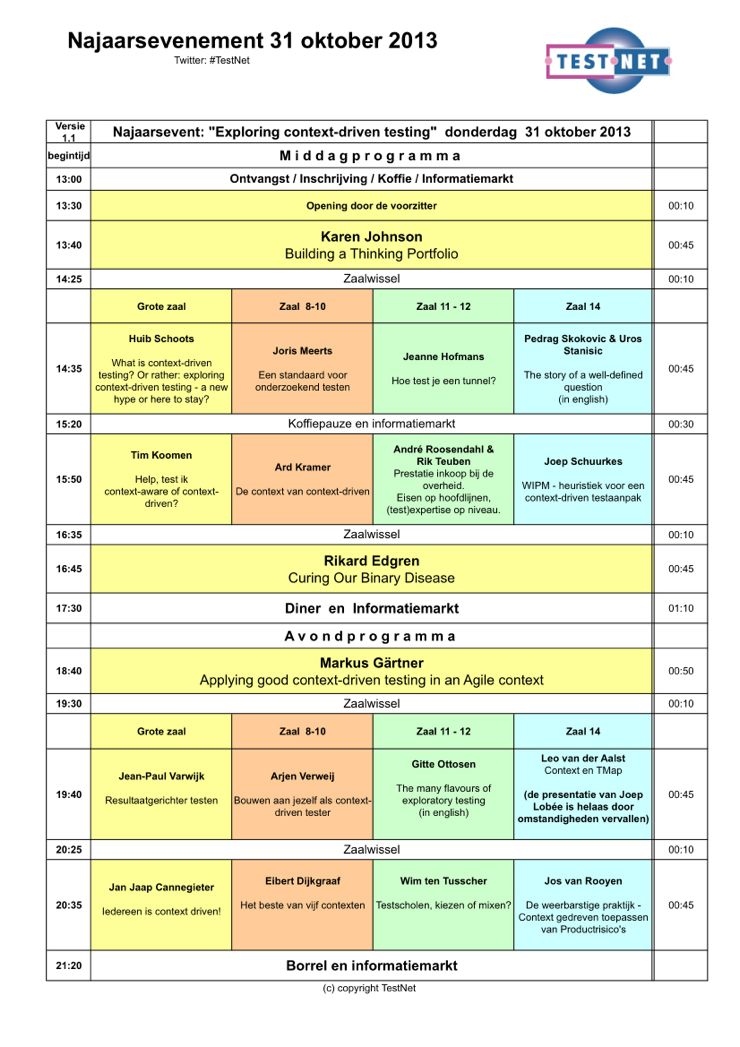 Najaarsevenement 31 oktober 2013
Twitter: #TestNet
TEST NET
Versie
1.1
Najaarsevent: "Exploring context-driven testing" donderdag 31 oktober 2013
begintijd
Middagprogramma
13:00
Ontvangst / Inschrijving / Koffie / Informatiemarkt
13:30
Opening door de voorzitter
00:10
13:40
Karen Johnson
Building a Thinking Portfolio
00:45
14:25
Zaalwissel
00:10
Grote zaal
Zaal 8-10
Zaal 11 - 12
Zaal 14
14:35
Huib Schoots
What is context-driven
testing? Or rather: exploring
context-driven testing - a new
hype or here to stay?
Joris Meerts
Een standaard voor
onderzoekend testen
Jeanne Hofmans
Hoe test je een tunnel?
Pedrag Skokovic & Uros
Stanisic
The story of a well-defined
question
(in english)
00:45
15:20
Koffiepauze en informatiemarkt
00:30
15:50
Tim Koomen
Help, test ik
context-aware of context-
driven?
Ard Kramer
De context van context-driven
André Roosendahl &
Rik Teuben
Prestatie inkoop bij de
overheid.
Eisen op hoofdlijnen,
(test)expertise op niveau.
Joep Schuurkes
WIPM - heuristiek voor een
context-driven testaanpak
00:45
16:35
Zaalwissel
00:10
16:45
Rikard Edgren
Curing Our Binary Disease
00:45
17:30
Diner en Informatiemarkt
01:10
Avondprogramma
18:40
Markus Gärtner
Applying good context-driven testing in an Agile context
00:50
19:30
Zaalwissel
00:10
Grote zaal
Zaal 8-10
Zaal 11 - 12
Zaal 14
19:40
Jean-Paul Varwijk
Resultaatgerichter testen
Arjen Verweij
Bouwen aan jezelf als context-
driven tester
Gitte Ottosen
The many flavours of
exploratory testing
(in english)
Leo van der Aalst
Context en TMap
(de presentatie van Joep
Lobée is helaas door
omstandigheden vervallen)
00:45
20:25
Zaalwissel
00:10
20:35
Jan Jaap Cannegieter
Iedereen is context driven!
Eibert Dijkgraaf
Het beste van vijf contexten
Wim ten Tusscher
Testscholen, kiezen of mixen?
Jos van Rooyen
De weerbarstige praktijk -
Context gedreven toepassen
van Productrisico's
00:45
21:20
Borrel en informatiemarkt
(c) copyright TestNet